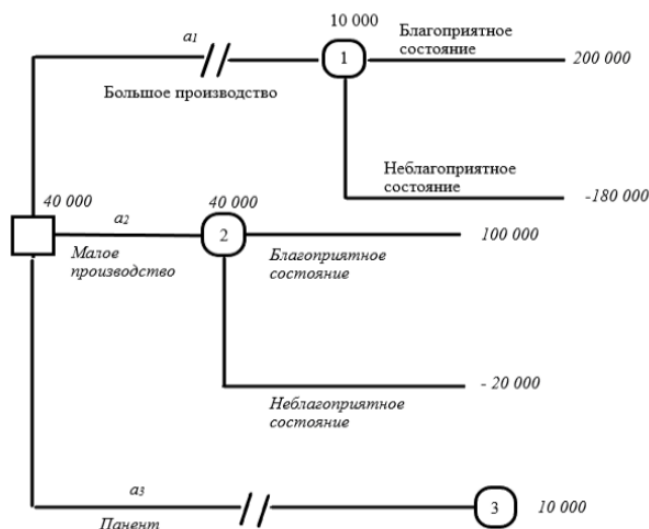 10 000
a1
1
Благоприятное
состояние
200 000
Большое производство
Неблагоприятное
состояние
-180 000
40 000
a2
40 000
2
100 000
Малое
производство
Благоприятное
состояние
- 20 000
Неблагоприятное
состояние
a3
3
10 000
Панент